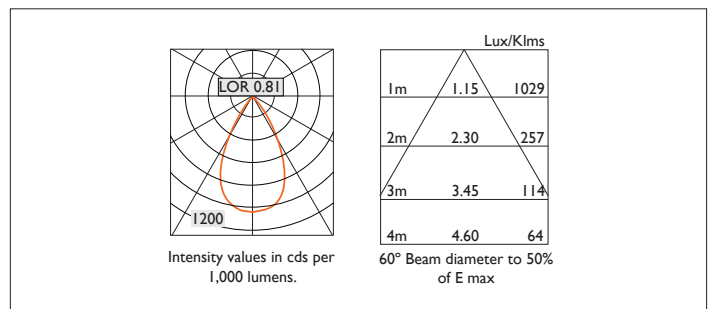 Lux/Klms
LOR 0.81
1m 1.15 1029
2m 2.30 257
3m 3.45 114
1200
4m 4.60 64
Intensity values in cds per
1,000 lumens.
60º Beam diameter to 50%
of E max